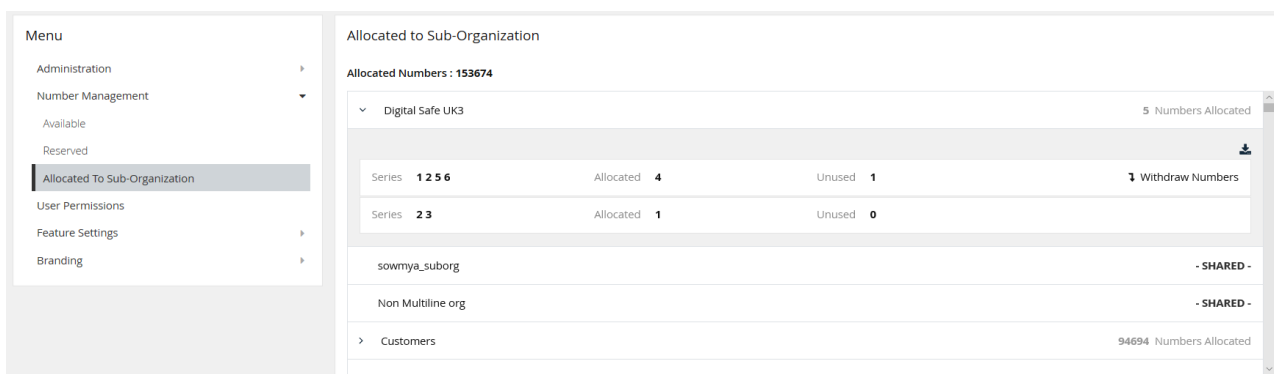 Menu
Administration
Number Management
Available
Reserved
Allocated To Sub-Organization
User Permissions
Feature Settings
Branding
Allocated to Sub-Organization
Allocated Numbers : 153674
Digital Safe UK3 5 Numbers Allocated
Series 1 2 5 6 Allocated 4 Unused 1 Withdraw Numbers
Series 2 3 Allocated 1 Unused 0
sowmya_suborg - SHARED -
Non Multiline org - SHARED -
Customers 94694 Numbers Allocated